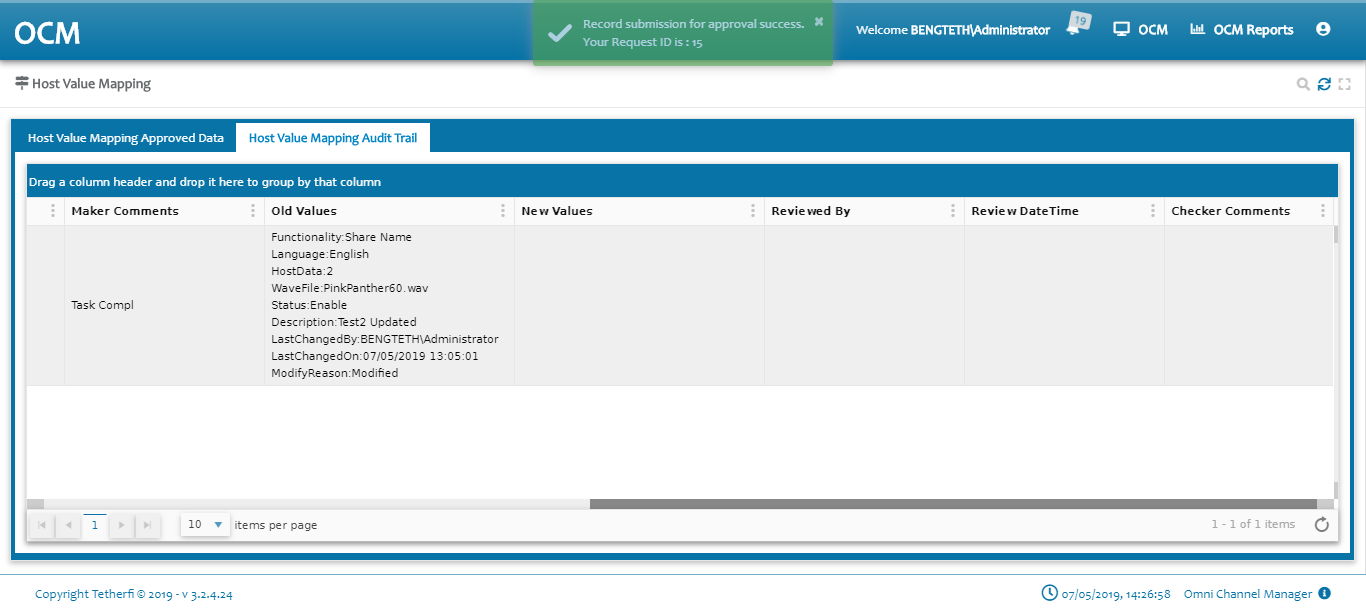 OCM
Record submission for approval success.
Your Request ID is : 15
Welcome BENGTETH\Administrator
19
OCM
OCM Reports
Host Value Mapping
Host Value Mapping Approved Data
Host Value Mapping Audit Trail
Drag a column header and drop it here to group by that column
Maker Comments
Old Values
New Values
Reviewed By
Review DateTime
Checker Comments
Task Compl
Functionality:Share Name
Language:English
HostData:2
WaveFile:PinkPanther60.wav
Status:Enable
Description:Test2 Updated
LastChangedBy:BENGTETH\Administrator
LastChangedOn:07/05/2019 13:05:01
ModifyReason:Modified
1
10
items per page
1 - 1 of 1 items
Copyright Tetherfi © 2019 - v 3.2.4.24
07/05/2019, 14:26:58
Omni Channel Manager